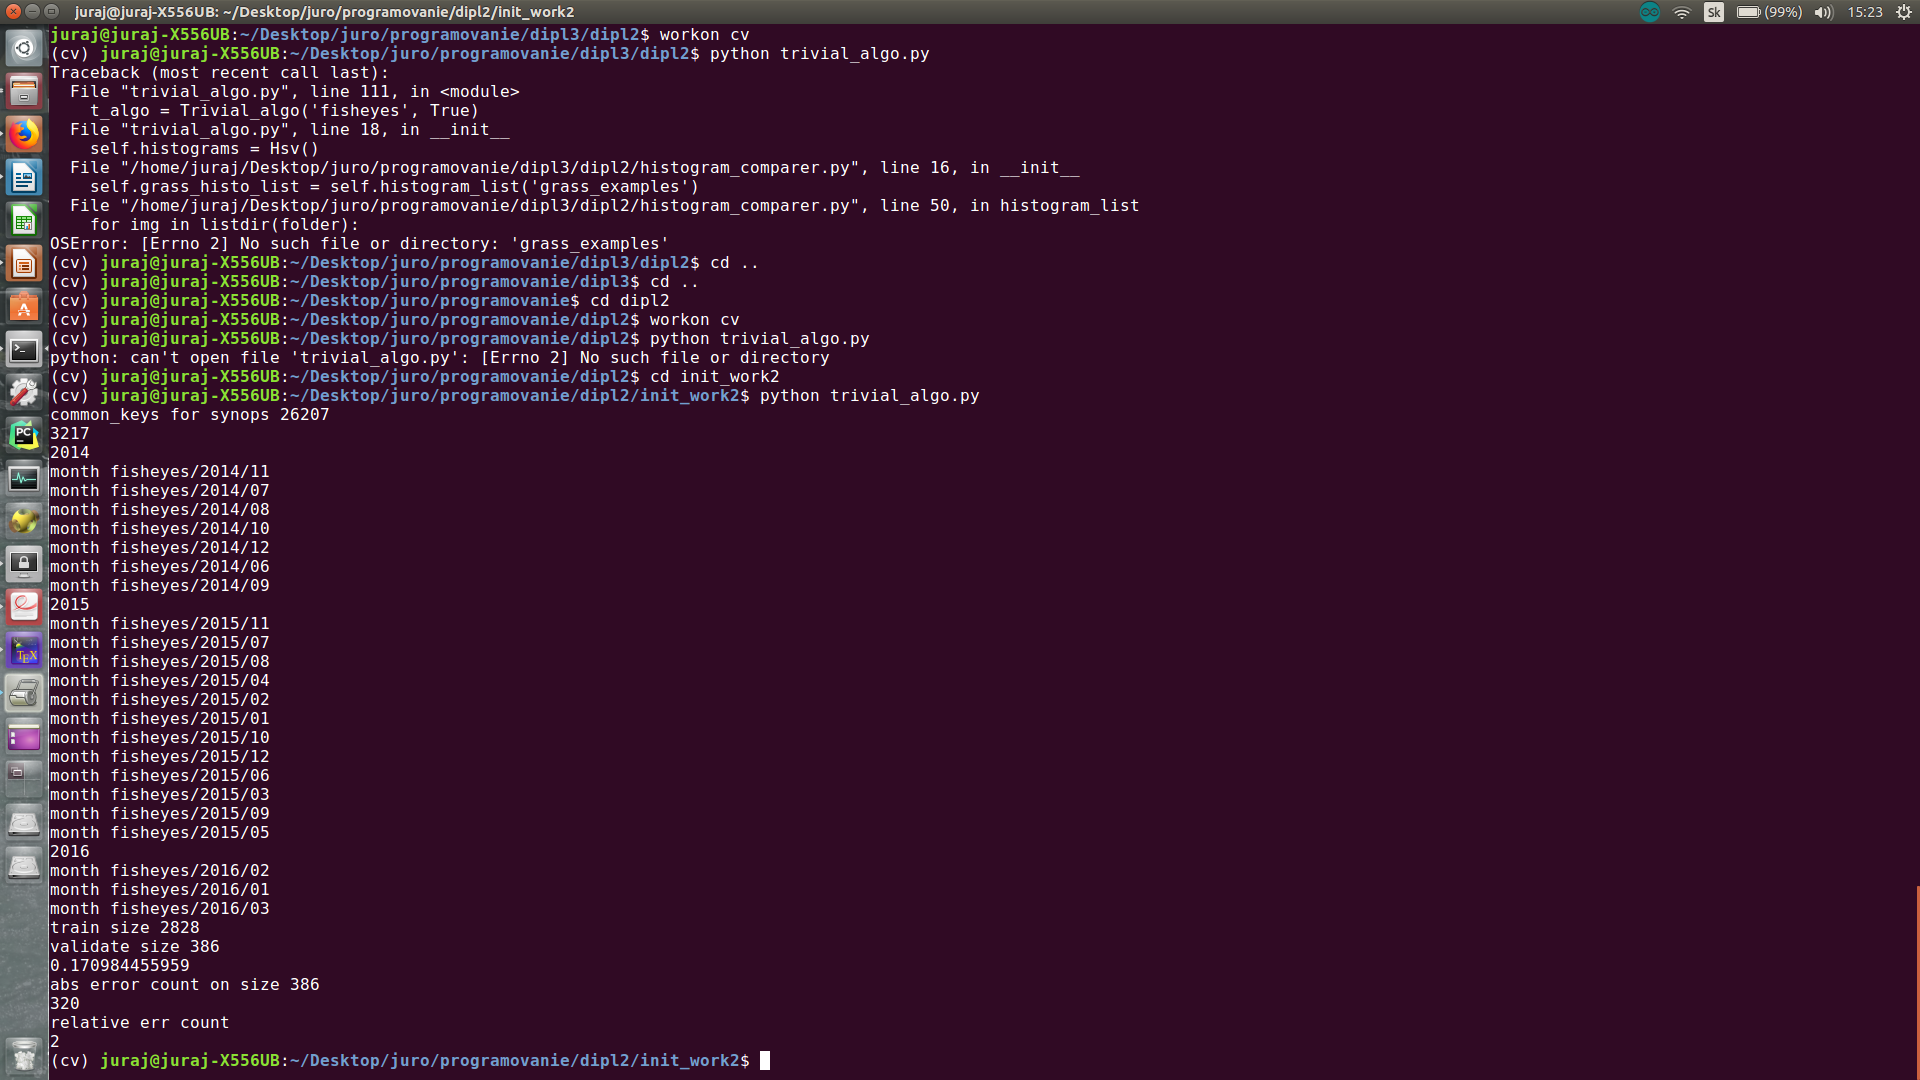 juraj@juraj-X556UB: ~/Desktop/juro/programovanie/dipl2/init_work2
Sk (99%) 15:23
juraj@juraj-X556UB:~/Desktop/juro/programovanie/dipl3/dipl2$ workon cv
(cv) juraj@juraj-X556UB:~/Desktop/juro/programovanie/dipl3/dipl2$ python trivial_algo.py
Traceback (most recent call last):
  File "trivial_algo.py", line 111, in <module>
    t_algo = Trivial_algo('fisheyes', True)
  File "trivial_algo.py", line 18, in __init__
    self.histograms = Hsv()
  File "/home/juraj/Desktop/juro/programovanie/dipl3/dipl2/histogram_comparer.py", line 16, in __init__
    self.grass_histo_list = self.histogram_list('grass_examples')
  File "/home/juraj/Desktop/juro/programovanie/dipl3/dipl2/histogram_comparer.py", line 50, in histogram_list
    for img in listdir(folder):
OSError: [Errno 2] No such file or directory: 'grass_examples'
(cv) juraj@juraj-X556UB:~/Desktop/juro/programovanie/dipl3/dipl2$ cd ..
(cv) juraj@juraj-X556UB:~/Desktop/juro/programovanie/dipl3$ cd ..
(cv) juraj@juraj-X556UB:~/Desktop/juro/programovanie$ cd dipl2
(cv) juraj@juraj-X556UB:~/Desktop/juro/programovanie/dipl2$ workon cv
(cv) juraj@juraj-X556UB:~/Desktop/juro/programovanie/dipl2$ python trivial_algo.py
python: can't open file 'trivial_algo.py': [Errno 2] No such file or directory
(cv) juraj@juraj-X556UB:~/Desktop/juro/programovanie/dipl2$ cd init_work2
(cv) juraj@juraj-X556UB:~/Desktop/juro/programovanie/dipl2/init_work2$ python trivial_algo.py
common_keys for synops 26207
3217
2014
month fisheyes/2014/11
month fisheyes/2014/07
month fisheyes/2014/08
month fisheyes/2014/10
month fisheyes/2014/12
month fisheyes/2014/06
month fisheyes/2014/09
2015
month fisheyes/2015/11
month fisheyes/2015/07
month fisheyes/2015/08
month fisheyes/2015/04
month fisheyes/2015/02
month fisheyes/2015/01
month fisheyes/2015/10
month fisheyes/2015/12
month fisheyes/2015/06
month fisheyes/2015/03
month fisheyes/2015/09
month fisheyes/2015/05
2016
month fisheyes/2016/02
month fisheyes/2016/01
month fisheyes/2016/03
train size 2828
validate size 386
0.170984455959
abs error count on size 386
320
relative err count
2
(cv) juraj@juraj-X556UB:~/Desktop/juro/programovanie/dipl2/init_work2$
PC
TEX